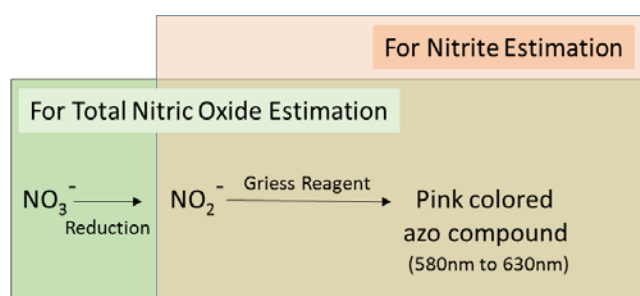 For Nitrite Estimation
For Total Nitric Oxide Estimation
NO₃⁻
Reduction
NO₂⁻
Griess Reagent
Pink colored
azo compound
(580nm to 630nm)